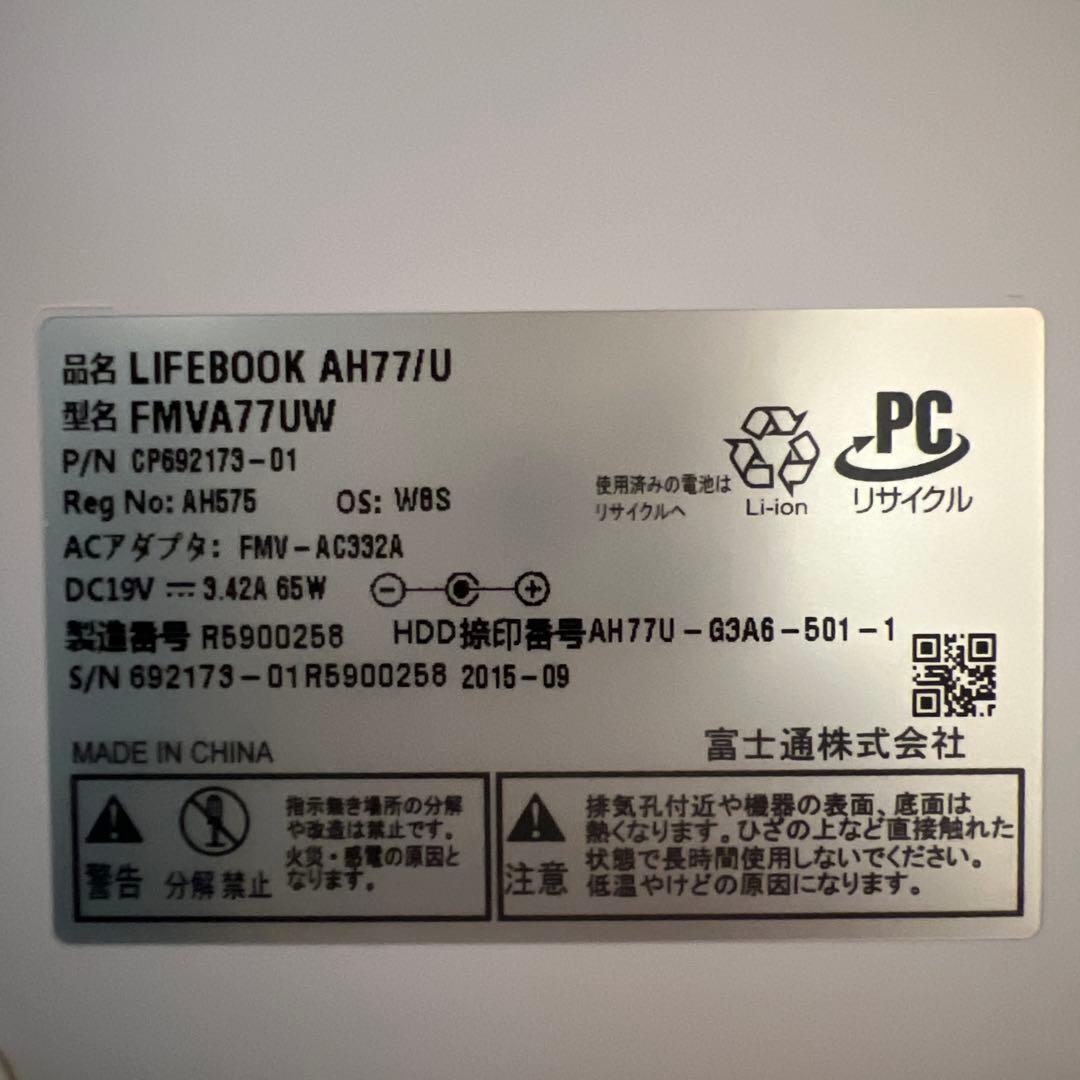 品名 LIFEBOOK AH77/U
型名 FMVA77UW
P/N CP692173-01
Reg No: AH575 OS: W8S
ACアダプタ: FMV-AC332A
DC19V 3.42A 65W
製造番号 R5900258 HDD捺印番号AH77U-G3A6-501-1
S/N 692173-01R5900258 2015-09
使用済みの電池は
リサイクルへ
Li-ion
PC
リサイクル
MADE IN CHINA
富士通株式会社
警告
分解禁止
指示無き場所の分解
や改造は禁止です。
火災・感電の原因と
なります。
注意
排気孔付近や機器の表面、底面は
熱くなります。ひざの上など直接触れた
状態で長時間使用しないでください。
低温やけどの原因になります。